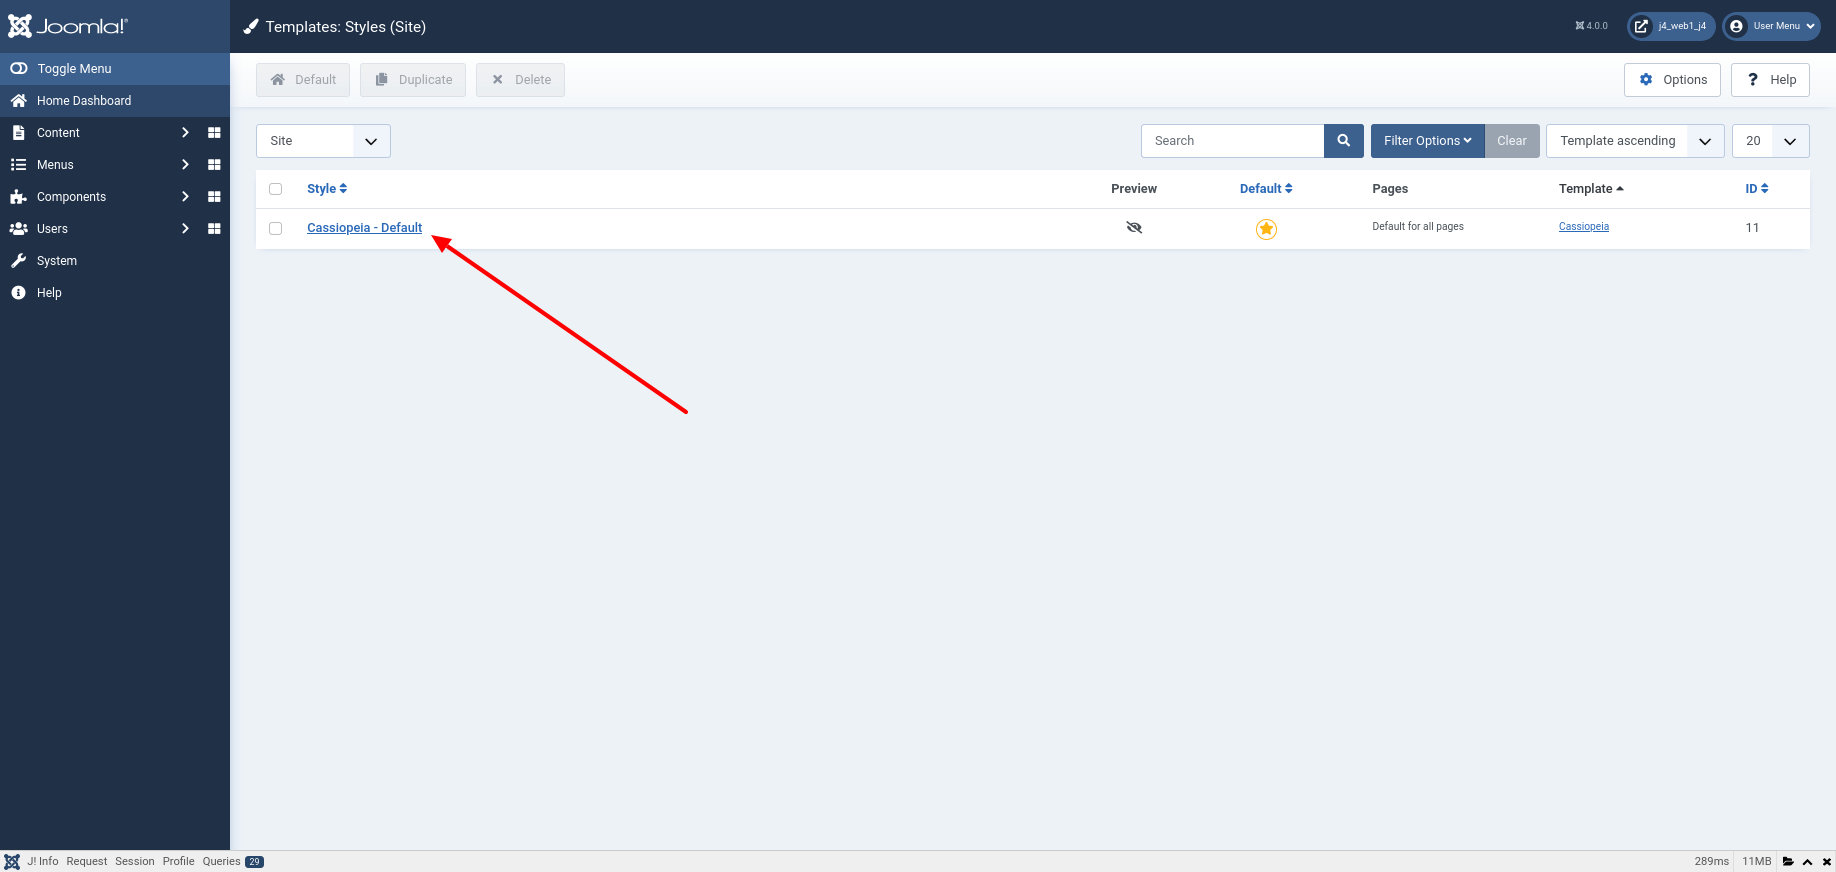 Joomla!
Templates: Styles (Site)
4.0.0
j4_web1_j4
User Menu
Toggle Menu
Home Dashboard
Content
Menus
Components
Users
System
Help
Default
Duplicate
Delete
Options
Help
Site
Search
Filter Options
Clear
Template ascending
20
Style
Preview
Default
Pages
Template
ID
Cassiopeia - Default
Default for all pages
Cassiopeia
11
J! Info
Request
Session
Profile
Queries
29
289ms
11MB